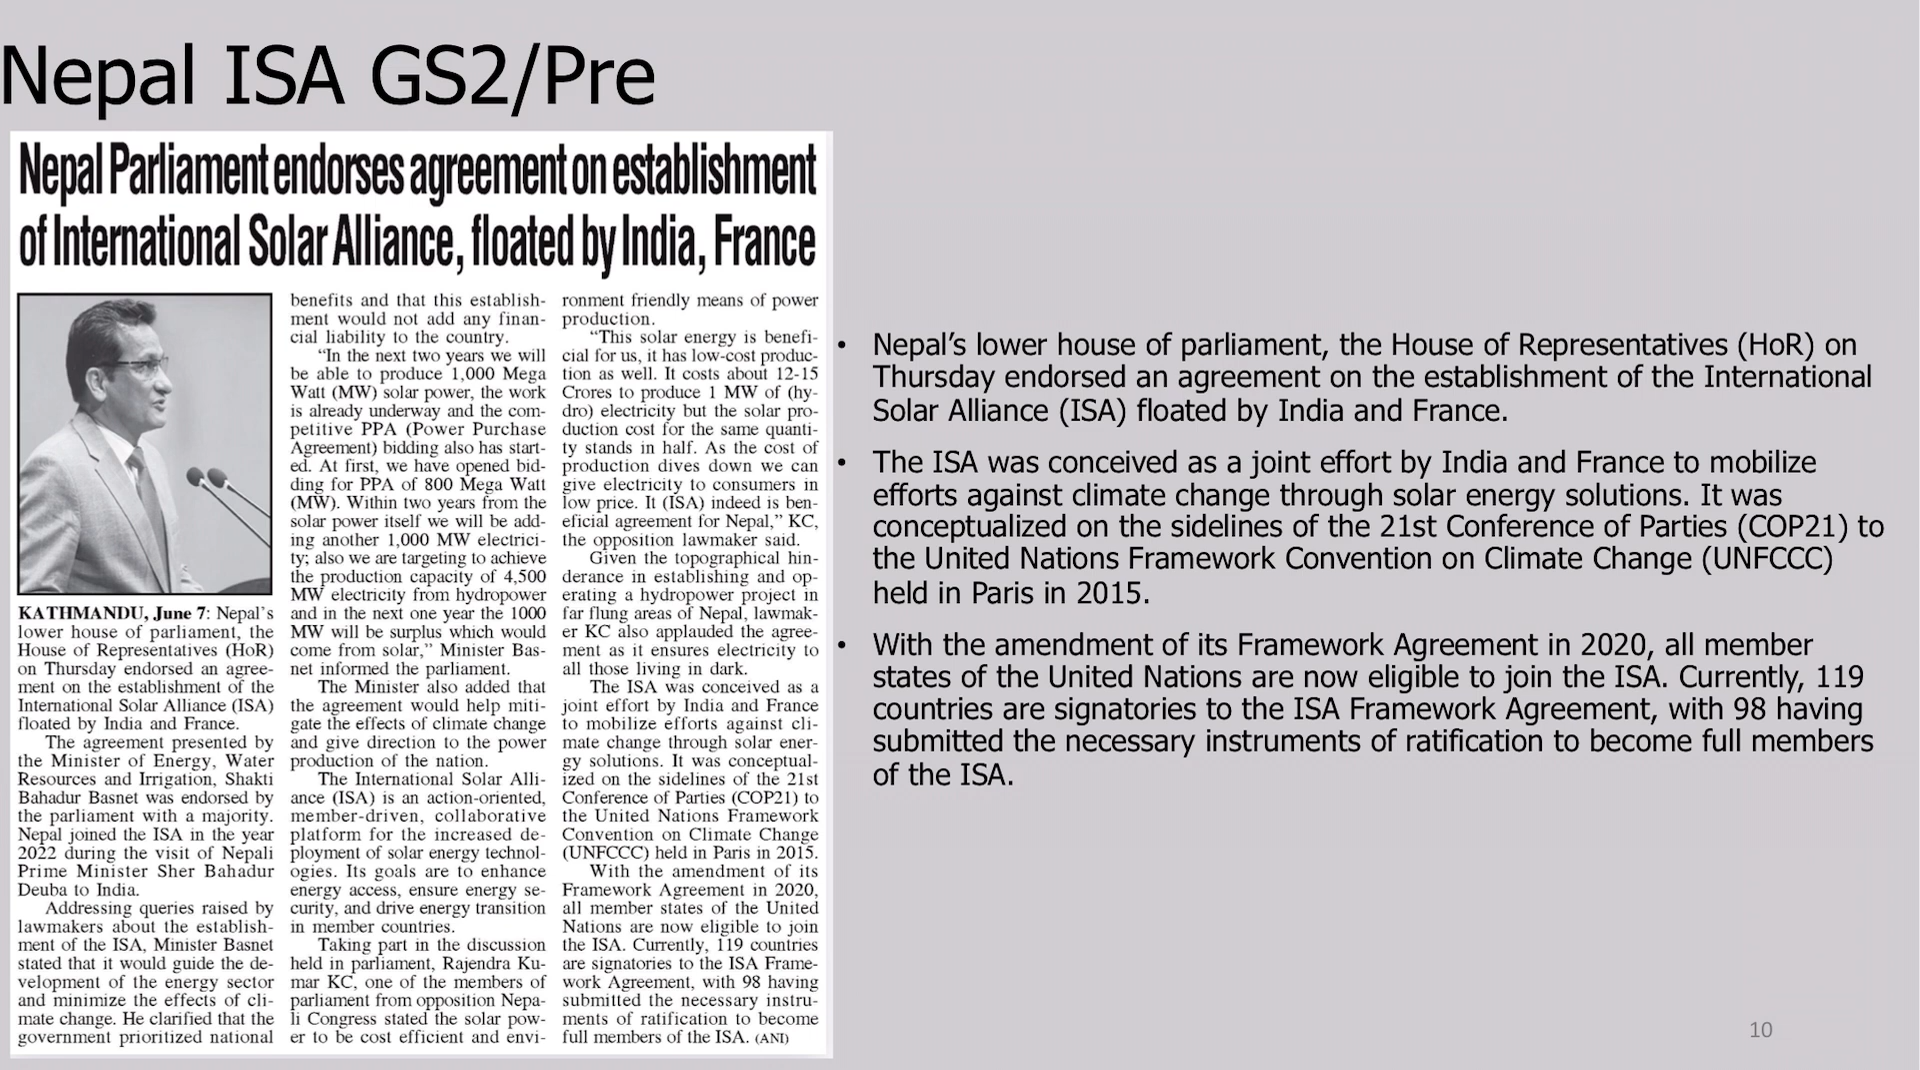 Nepal ISA GS2/Pre
Nepal Parliament endorses agreement on establishment
of International Solar Alliance, floated by India, France
KATHMANDU, June 7: Nepal's
lower house of parliament, the
House of Representatives (HoR)
on Thursday endorsed an agree-
ment on the establishment of the
International Solar Alliance (ISA)
floated by India and France.
The agreement presented by
the Minister of Energy, Water
Resources and Irrigation, Shakti
Bahadur Basnet was endorsed by
the parliament with a majority.
Nepal joined the ISA in the year
2022 during the visit of Nepali
Prime Minister Sher Bahadur
Deuba to India.
Addressing queries raised by
lawmakers about the establish-
ment of the ISA, Minister Basnet
stated that it would guide the de-
velopment of the energy sector
and minimize the effects of cli-
mate change. He clarified that the
government prioritized national
benefits and that this establish-
ment would not add any finan-
cial liability to the country.
“In the next two years we will
be able to produce 1,000 Mega
Watt (MW) solar power, the work
is already underway and the com-
petitive PPA (Power Purchase
Agreement) bidding also has start-
ed. At first, we have opened bid-
ding for PPA of 800 Mega Watt
(MW). Within two years from the
solar power itself we will be add-
ing another 1,000 MW electrici-
ty; also we are targeting to achieve
the production capacity of 4,500
MW electricity from hydropower
and in the next one year the 1000
MW will be surplus which would
come from solar,” Minister Bas-
net informed the parliament.
The Minister also added that
the agreement would help miti-
gate the effects of climate change
and give direction to the power
production of the nation.
The International Solar Alli-
ance (ISA) is an action-oriented,
member-driven, collaborative
platform for the increased de-
ployment of solar energy technol-
ogies. Its goals are to enhance
energy access, ensure energy se-
curity, and drive energy transition
in member countries.
Taking part in the discussion
held in parliament, Rajendra Ku-
mar KC, one of the members of
parliament from opposition Nepa-
li Congress stated the solar pow-
er to be cost efficient and envi-
ronment friendly means of power
production.
“This solar energy is benefi-
cial for us, it has low-cost produc-
tion as well. It costs about 12-15
Crores to produce 1 MW of (hy-
dro) electricity but the solar pro-
duction cost for the same quanti-
ty stands in half. As the cost of
production dives down we can
give electricity to consumers in
low price. It (ISA) indeed is ben-
eficial agreement for Nepal,” KC,
the opposition lawmaker said.
Given the topographical hin-
derance in establishing and op-
erating a hydropower project in
far flung areas of Nepal, lawmak-
er KC also applauded the agree-
ment as it ensures electricity to
all those living in dark.
The ISA was conceived as a
joint effort by India and France
to mobilize efforts against cli-
mate change through solar ener-
gy solutions. It was conceptual-
ized on the sidelines of the 21st
Conference of Parties (COP21) to
the United Nations Framework
Convention on Climate Change
(UNFCCC) held in Paris in 2015.
With the amendment of its
Framework Agreement in 2020,
all member states of the United
Nations are now eligible to join
the ISA. Currently, 119 countries
are signatories to the ISA Frame-
work Agreement, with 98 having
submitted the necessary instru-
ments of ratification to become
full members of the ISA. (ANI)
• Nepal’s lower house of parliament, the House of Representatives (HoR) on
Thursday endorsed an agreement on the establishment of the International
Solar Alliance (ISA) floated by India and France.
• The ISA was conceived as a joint effort by India and France to mobilize
efforts against climate change through solar energy solutions. It was
conceptualized on the sidelines of the 21st Conference of Parties (COP21) to
the United Nations Framework Convention on Climate Change (UNFCCC)
held in Paris in 2015.
• With the amendment of its Framework Agreement in 2020, all member
states of the United Nations are now eligible to join the ISA. Currently, 119
countries are signatories to the ISA Framework Agreement, with 98 having
submitted the necessary instruments of ratification to become full members
of the ISA.
10